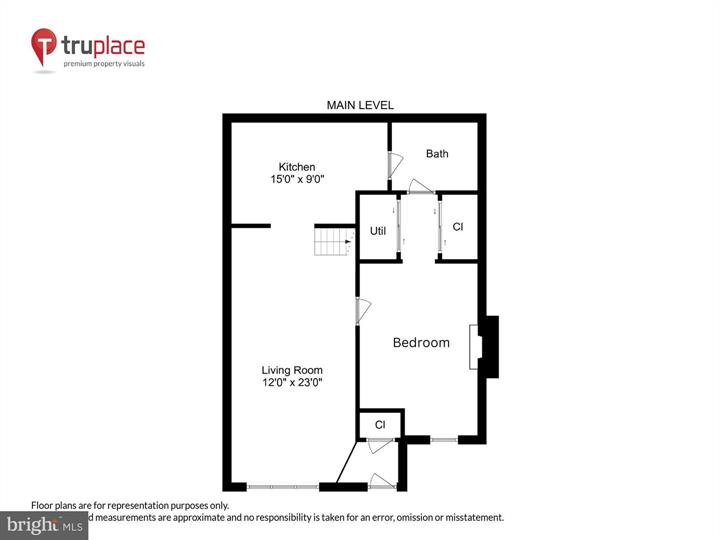 truplace
premium property visuals
MAIN LEVEL
Kitchen
15'0" x 9'0"
Bath
Util
Cl
Bedroom
Living Room
12'0" x 23'0"
Cl
Floor plans are for representation purposes only.
d measurements are approximate and no responsibility is taken for an error, omission or misstatement.
bright MLS